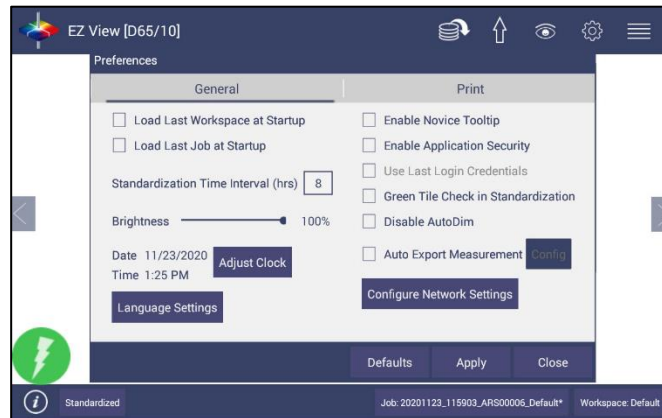 EZ View [D65/10]
Preferences
General
Print
Load Last Workspace at Startup
Load Last Job at Startup
Standardization Time Interval (hrs) 8
Brightness 100%
Date 11/23/2020
Time 1:25 PM
Adjust Clock
Language Settings
Enable Novice Tooltip
Enable Application Security
Use Last Login Credentials
Green Tile Check in Standardization
Disable AutoDim
Auto Export Measurement Config
Configure Network Settings
Defaults Apply Close
Standardized Job: 20201123_115903_ARS00006_Default* Workspace: Default